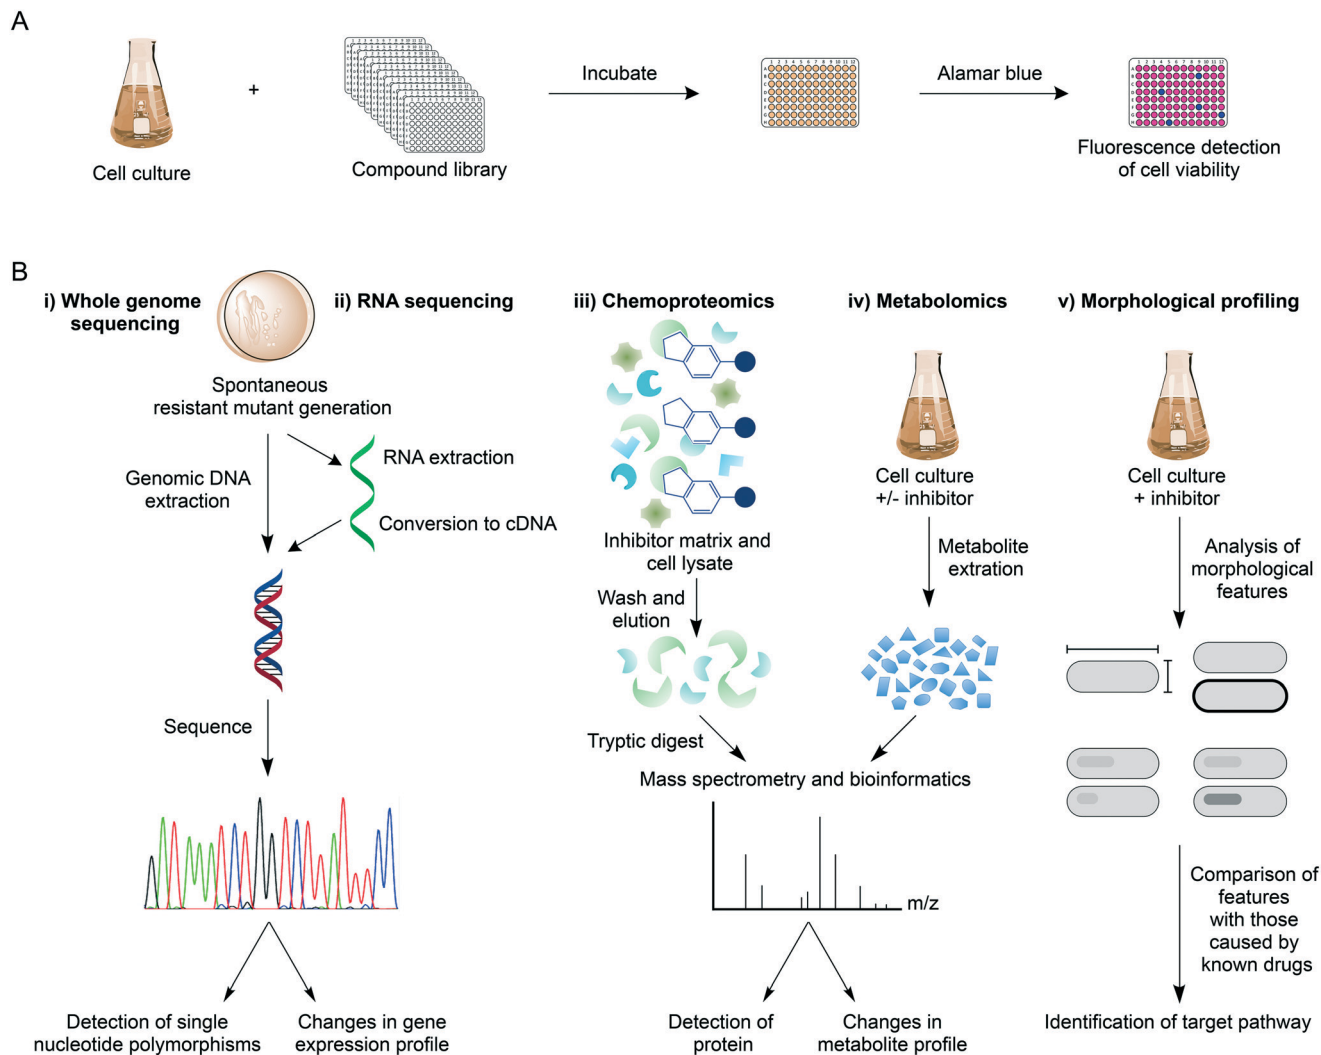 A
Cell culture
+
Compound library
Incubate
Alamar blue
Fluorescence detection
of cell viability
B
i) Whole genome
sequencing
ii) RNA sequencing
Spontaneous
resistant mutant generation
Genomic DNA
extraction
RNA extraction
Conversion to cDNA
Sequence
Detection of single
nucleotide polymorphisms
Changes in gene
expression profile
iii) Chemoproteomics
Inhibitor matrix and
cell lysate
Wash and
elution
Tryptic digest
iv) Metabolomics
Cell culture
+/- inhibitor
Metabolite
extration
Mass spectrometry and bioinformatics
m/z
Detection of
protein
Changes in
metabolite profile
v) Morphological profiling
Cell culture
+ inhibitor
Analysis of
morphological
features
Comparison of
features
with those
caused by
known drugs
Identification of target pathway